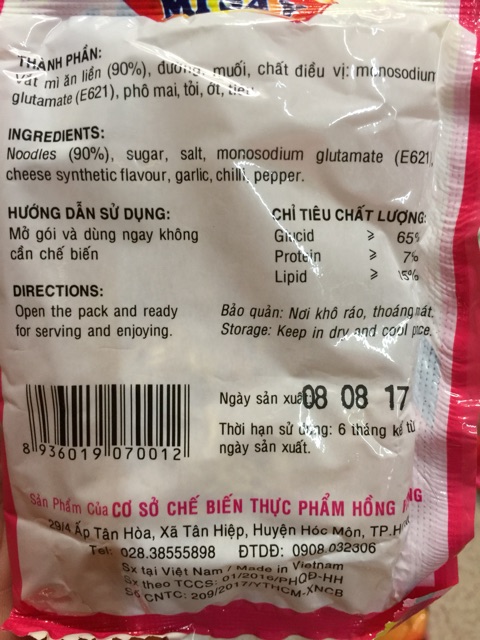 THÀNH PHẦN:
Vắt mì ăn liền (90%), đường, muối, chất điều vị: monosodium
glutamate (E621), phô mai, tỏi, ớt, tiêu
INGREDIENTS:
Noodles (90%), sugar, salt, monosodium glutamate (E621),
cheese synthetic flavour, garlic, chilli, pepper.
HƯỚNG DẪN SỬ DỤNG:
Mở gói và dùng ngay không
cần chế biến
DIRECTIONS:
Open the pack and ready
for serving and enjoying.
CHỈ TIÊU CHẤT LƯỢNG:
Glucid ⩾ 65%
Protein ⩾ 7%
Lipid ⩾ 15%
Bảo quản: Nơi khô ráo, thoáng mát.
Storage: Keep in dry and cool place.
8 936019 070012
Ngày sản xuất 08 08 17
Thời hạn sử dụng: 6 tháng kể từ
ngày sản xuất.
Sản Phẩm Của CƠ SỞ CHẾ BIẾN THỰC PHẨM HỒNG
29/4 Ấp Tân Hòa, Xã Tân Hiệp, Huyện Hóc Môn, TP.H
Tel: 028.38555898 ĐTDĐ: 0908.032306
Sx tại Việt Nam / Made in Vietnam
Sx theo TCCS: 01/2016/PHQD-HH
Số CNTC: 209/2017/YTHCM-XNCB